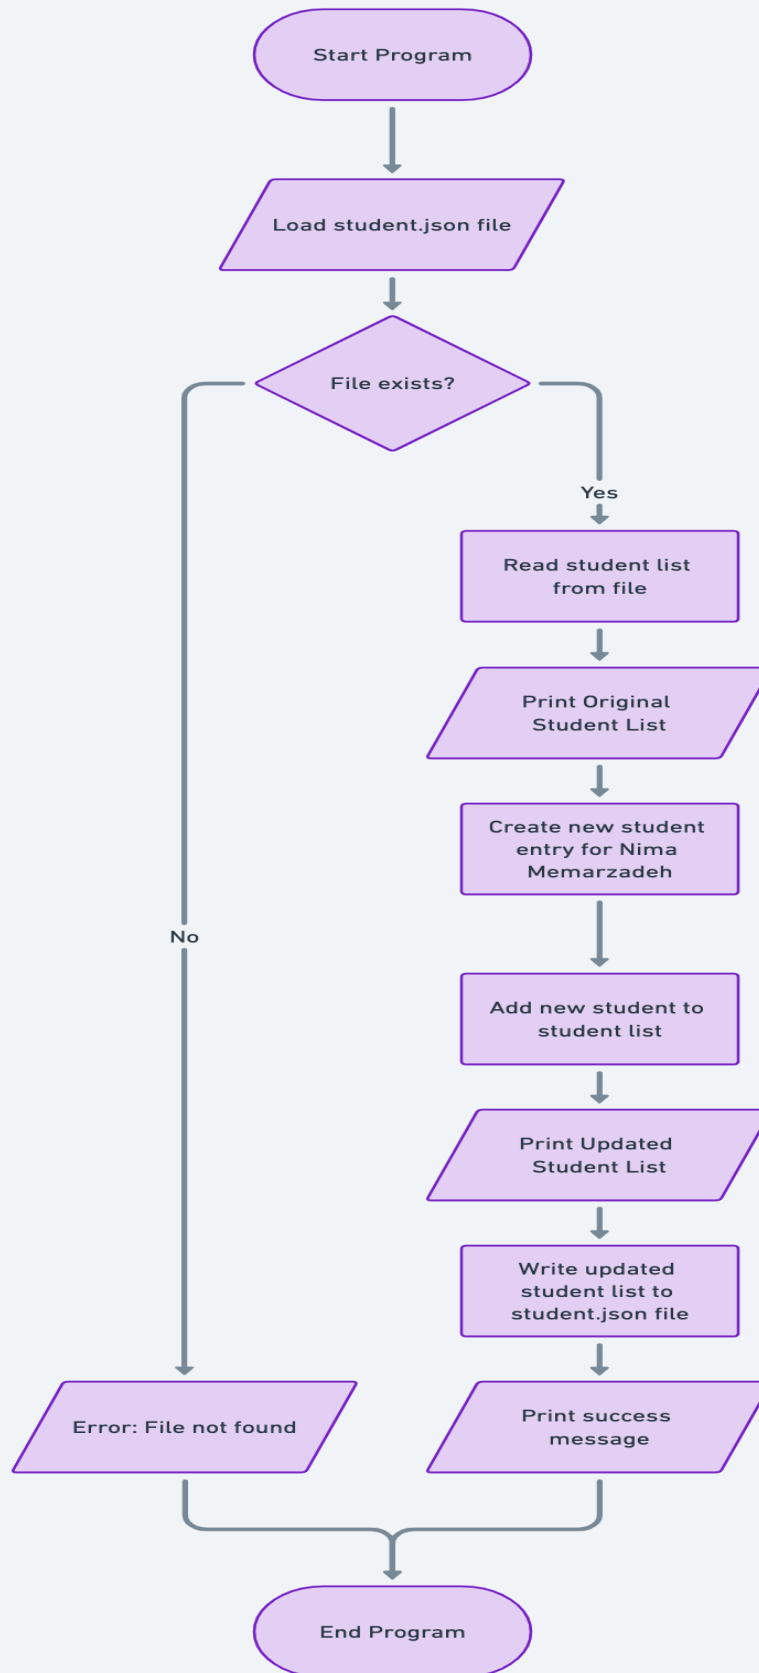 Start Program
Load student.json file
File exists?
Yes
Read student list
from file
Print Original
Student List
Create new student
entry for Nima
Memarzadeh
No
Add new student to
student list
Print Updated
Student List
Write updated
student list to
student.json file
Error: File not found
Print success
message
End Program